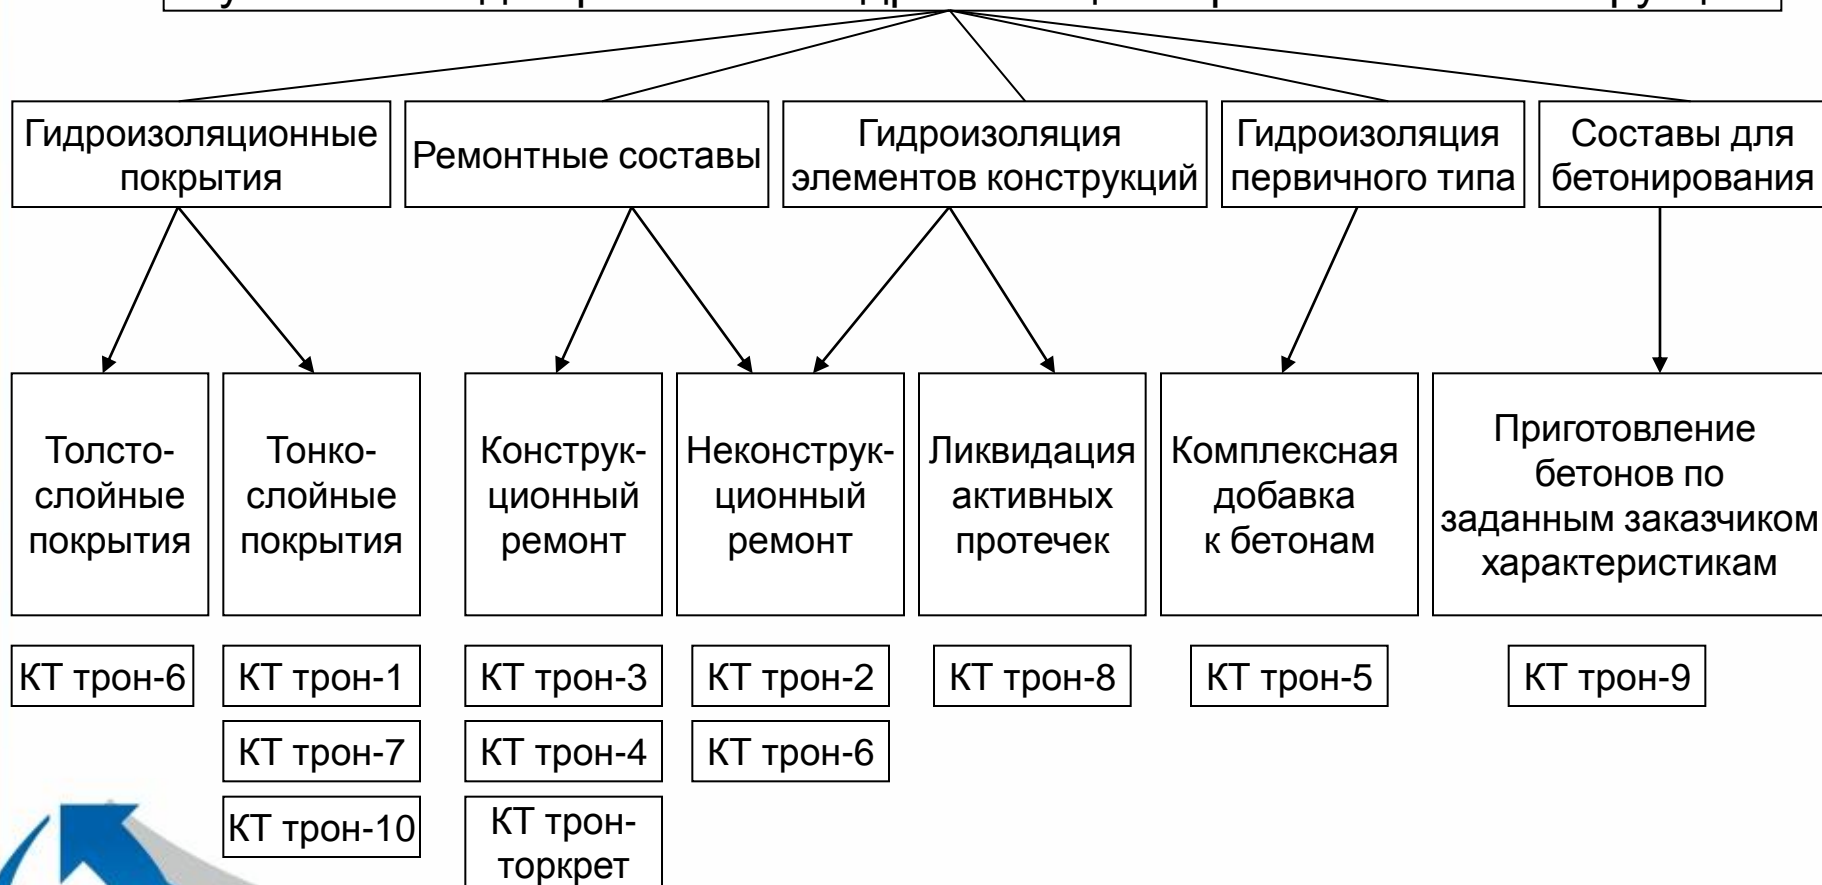 Гидроизоляционные
покрытия
Ремонтные составы
Гидроизоляция
элементов конструкций
Гидроизоляция
первичного типа
Составы для
бетонирования
Толсто-
слойные
покрытия
Тонко-
слойные
покрытия
Конструк-
ционный
ремонт
Неконструк-
ционный
ремонт
Ликвидация
активных
протечек
Комплексная
добавка
к бетонам
Приготовление
бетонов по
заданным заказчиком
характеристикам
КТ трон-6
КТ трон-1
КТ трон-3
КТ трон-2
КТ трон-8
КТ трон-5
КТ трон-9
КТ трон-7
КТ трон-4
КТ трон-6
КТ трон-10
КТ трон-
торкрет